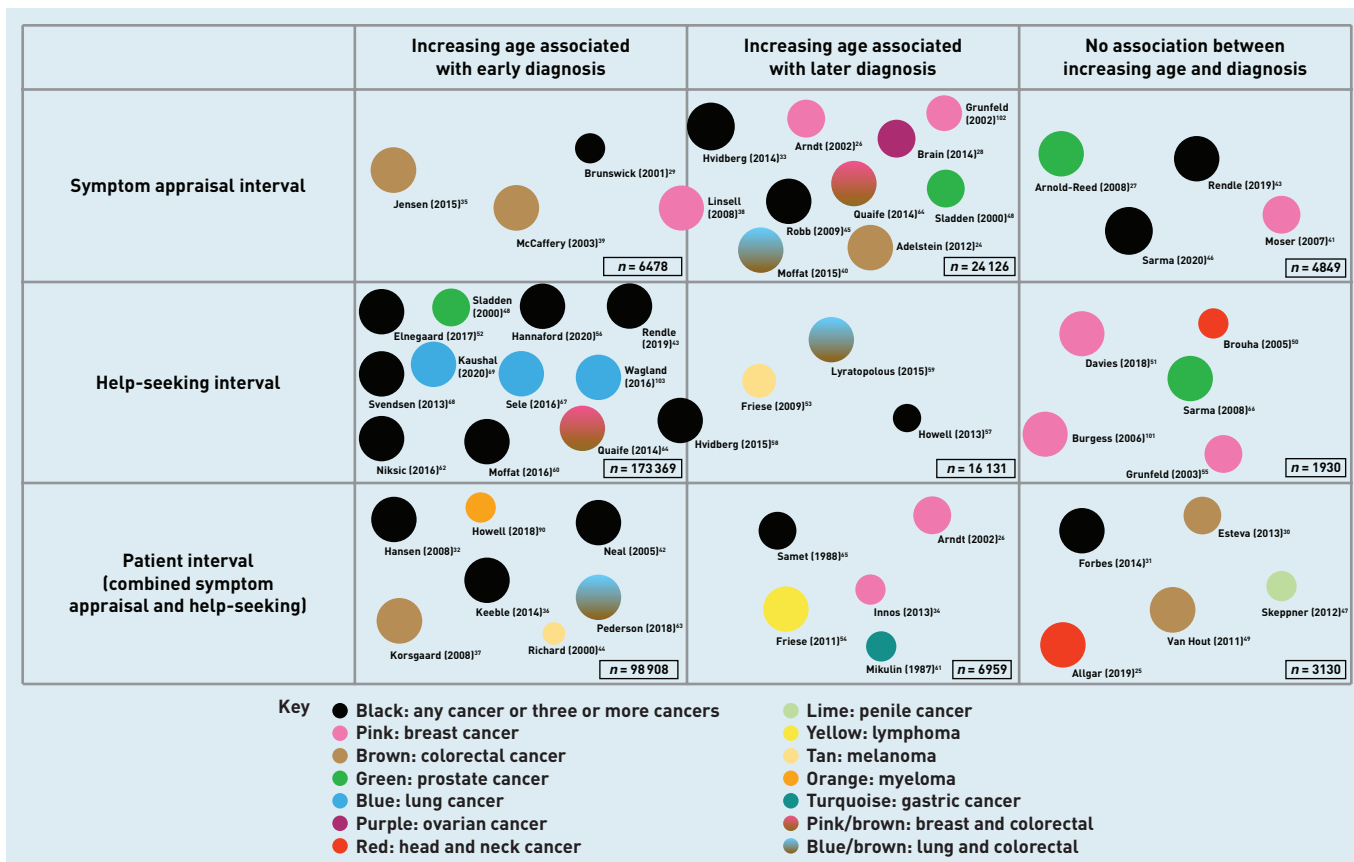 Increasing age associated
with early diagnosis
Increasing age associated
with later diagnosis
No association between
increasing age and diagnosis
Symptom appraisal interval
Jensen (2015)35
McCaffery (2003)39
Brunswick (2001)29
Linsell
(2008)38
n = 6478
Hvidberg (2014)33
Arndt (2002)26
Brain (2014)28
Grunfeld
(2002)102
Robb (2009)45
Quaife (2014)64
Sladden (2000)48
Moffat (2015)40
Adelstein (2012)24
n = 24 126
Arnold-Reed (2008)27
Rendle (2019)43
Sarma (2020)46
Moser (2007)41
n = 4849
Help-seeking interval
Elnegaard (2017)52
Sladden
(2000)48
Hannaford (2020)56
Rendle
(2019)43
Svendsen (2013)68
Kaushal
(2020)69
Sele (2016)67
Wagland
(2016)103
Niksic (2016)62
Moffat (2016)60
Quaife (2014)64
Hvidberg (2015)58
n = 173 369
Lyratopolous (2015)59
Friese (2009)53
Howell (2013)57
n = 16 131
Davies (2018)51
Brouha (2005)50
Sarma (2008)66
Burgess (2006)101
Grunfeld (2003)55
n = 1930
Patient interval
(combined symptom
appraisal and help-seeking)
Hansen (2008)32
Howell (2018)90
Neal (2005)42
Keeble (2014)36
Pederson (2018)63
Korsgaard (2008)37
Richard (2000)44
n = 98 908
Samet (1988)65
Arndt (2002)26
Innos (2013)34
Friese (2011)54
Mikulin (1987)61
n = 6959
Forbes (2014)31
Esteva (2013)30
Skeppner (2012)47
Van Hout (2011)49
Allgar (2019)25
n = 3130
Key
Black: any cancer or three or more cancers
Pink: breast cancer
Brown: colorectal cancer
Green: prostate cancer
Blue: lung cancer
Purple: ovarian cancer
Red: head and neck cancer
Lime: penile cancer
Yellow: lymphoma
Tan: melanoma
Orange: myeloma
Turquoise: gastric cancer
Pink/brown: breast and colorectal
Blue/brown: lung and colorectal